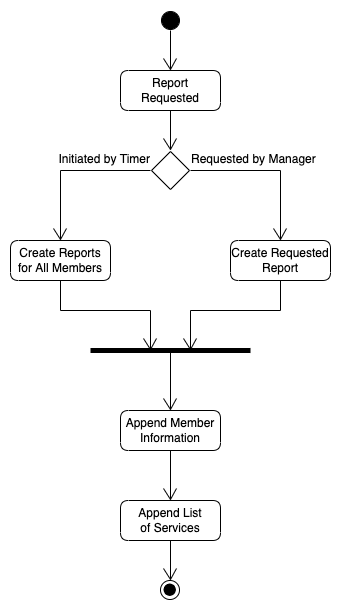 Report
Requested
Initiated by Timer
Requested by Manager
Create Reports
for All Members
Create Requested
Report
Append Member
Information
Append List
of Services